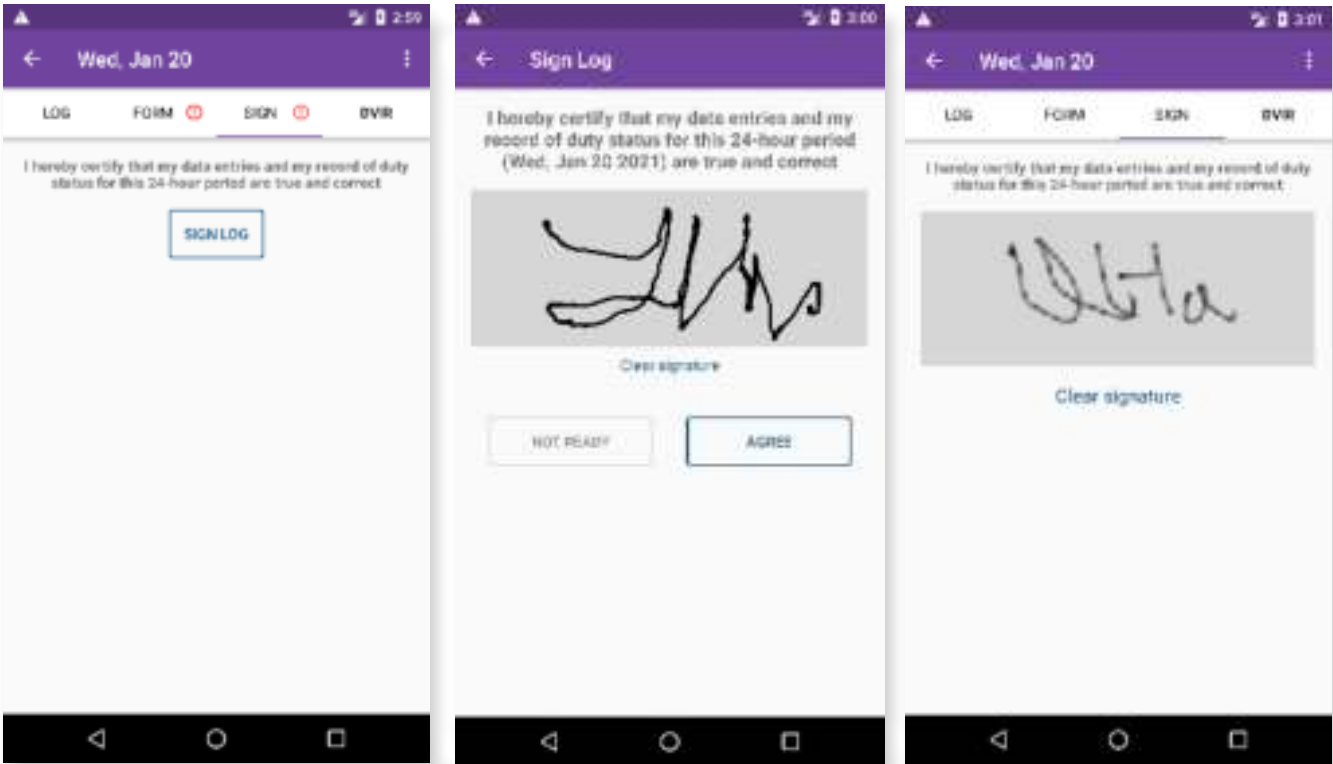 2:59
Wed, Jan 20
LOG FORM SIGN DVIR
I hereby certify that my data entries and my record of duty
status for this 24-hour period are true and correct
SIGN LOG
3:00
Sign Log
I hereby certify that my data entries and my
record of duty status for this 24-hour period
(Wed, Jan 20 2021) are true and correct
Clear signature
NOT READY AGREE
3:01
Wed, Jan 20
LOG FORM SIGN DVIR
I hereby certify that my data entries and my record of duty
status for this 24-hour period are true and correct
Clear signature